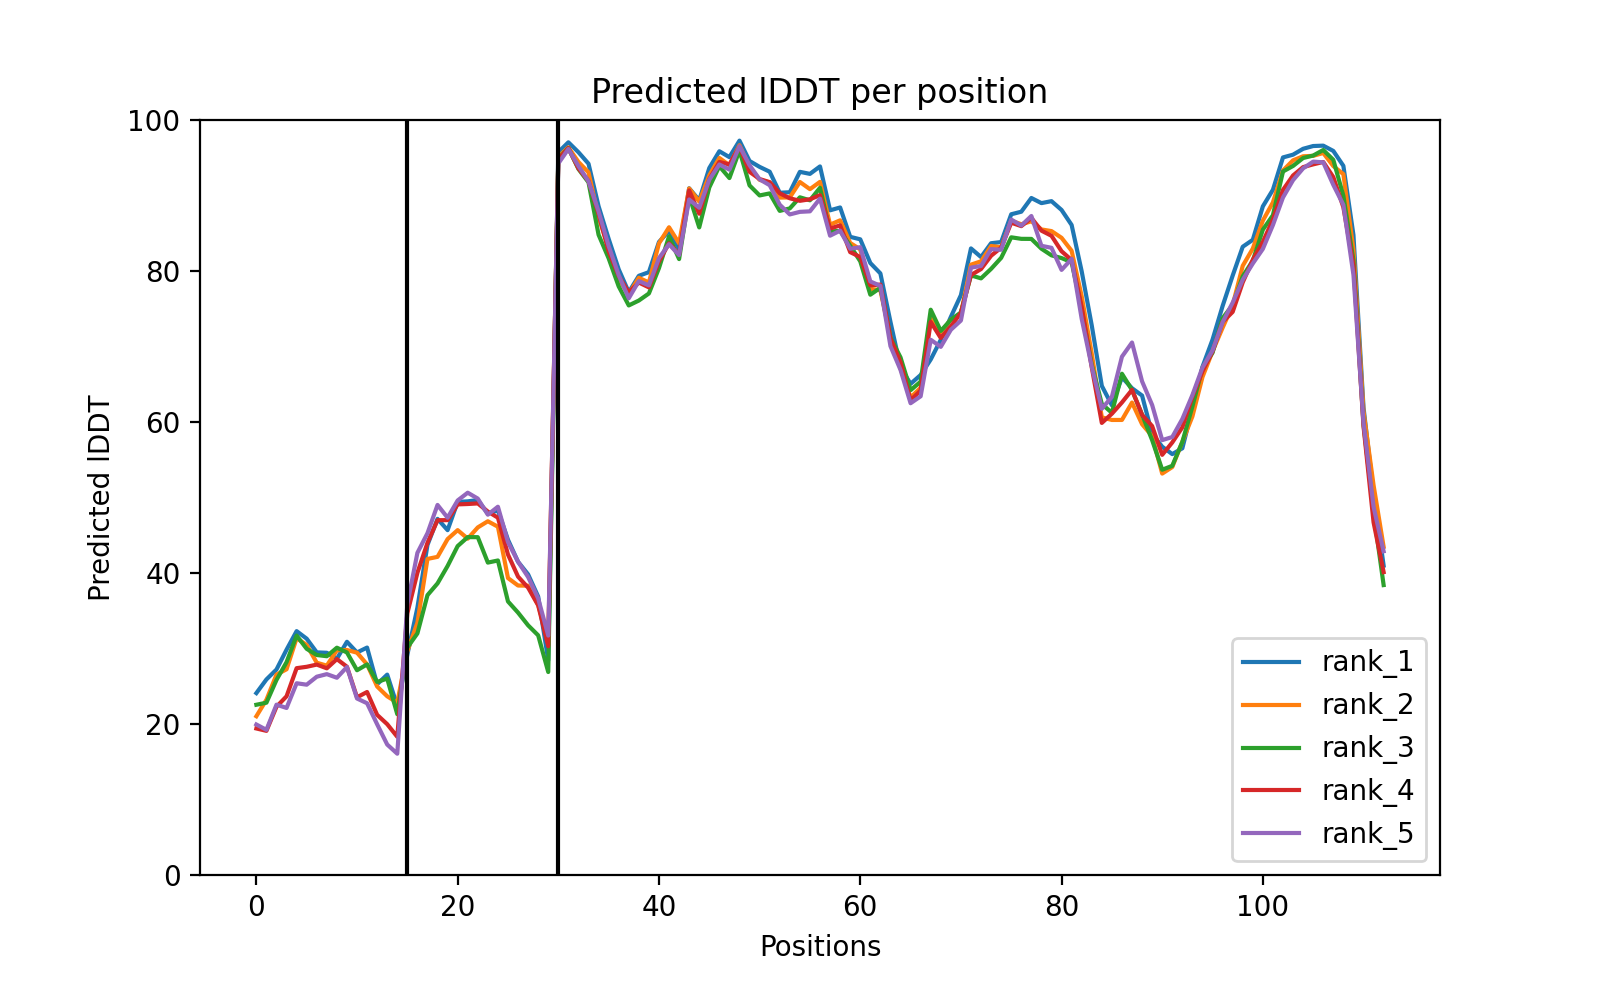 Predicted lDDT per position
100
80
60
40
20
0
Predicted lDDT
0 20 40 60 80 100
Positions
rank_1
rank_2
rank_3
rank_4
rank_5